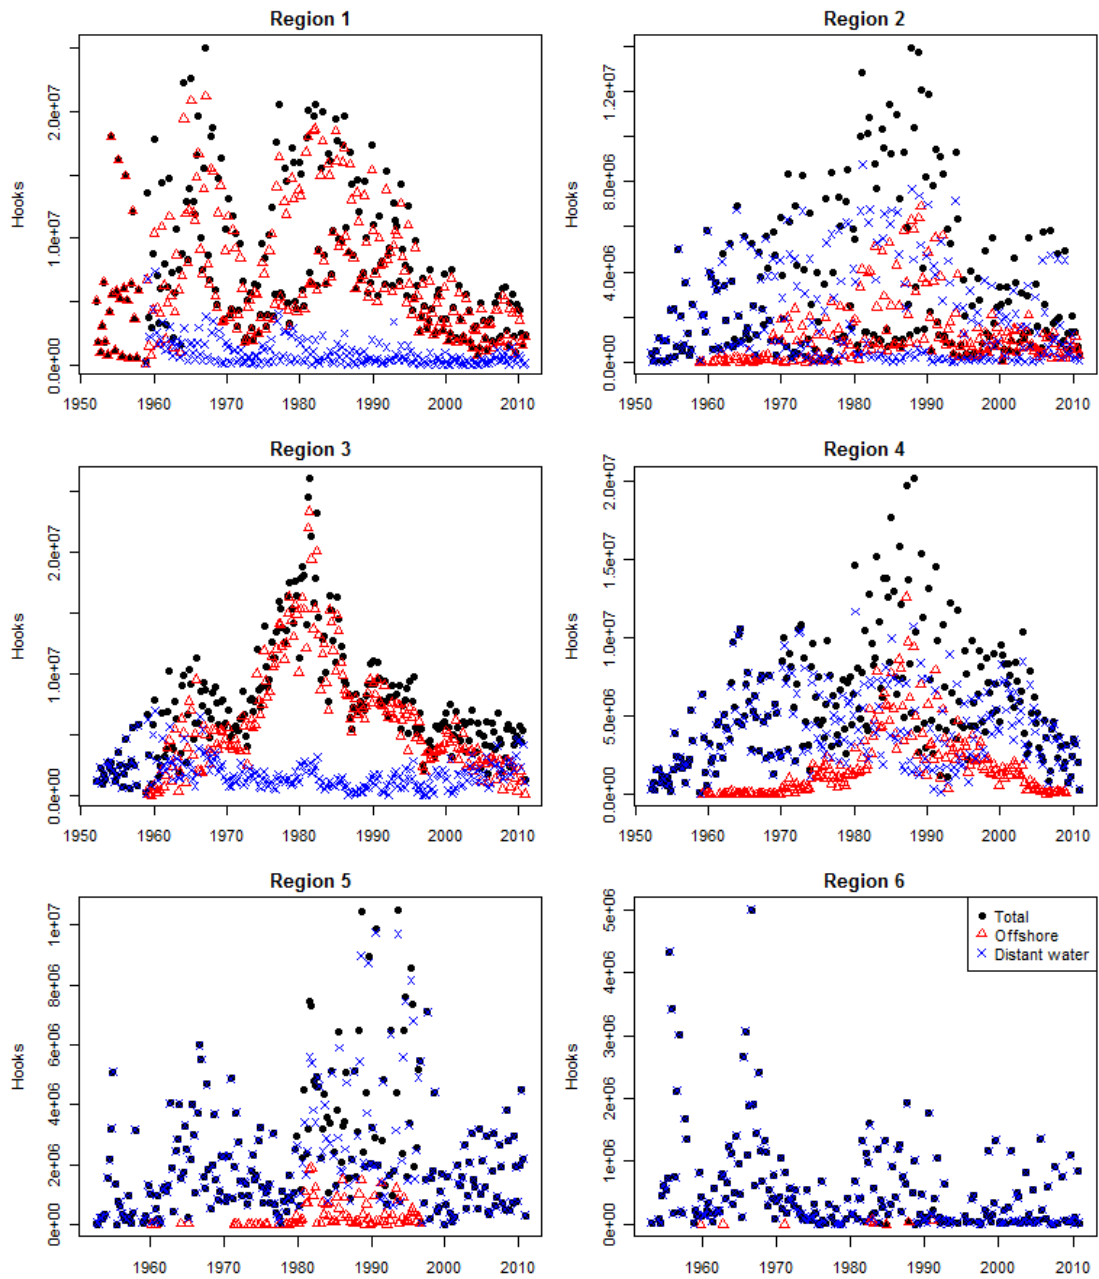 Region 1
Hooks
0.0e+00 1.0e+07 2.0e+07
1950 1960 1970 1980 1990 2000 2010
Region 2
Hooks
0.0e+00 4.0e+06 8.0e+06 1.2e+07
1950 1960 1970 1980 1990 2000 2010
Region 3
Hooks
0.0e+00 1.0e+07 2.0e+07
1950 1960 1970 1980 1990 2000 2010
Region 4
Hooks
0.0e+00 5.0e+06 1.0e+07 1.5e+07 2.0e+07
1950 1960 1970 1980 1990 2000 2010
Region 5
Hooks
0e+00 2e+06 4e+06 6e+06 8e+06 1e+07
1960 1970 1980 1990 2000 2010
Region 6
Hooks
0e+00 1e+06 2e+06 3e+06 4e+06 5e+06
1960 1970 1980 1990 2000 2010
Total
Offshore
Distant water